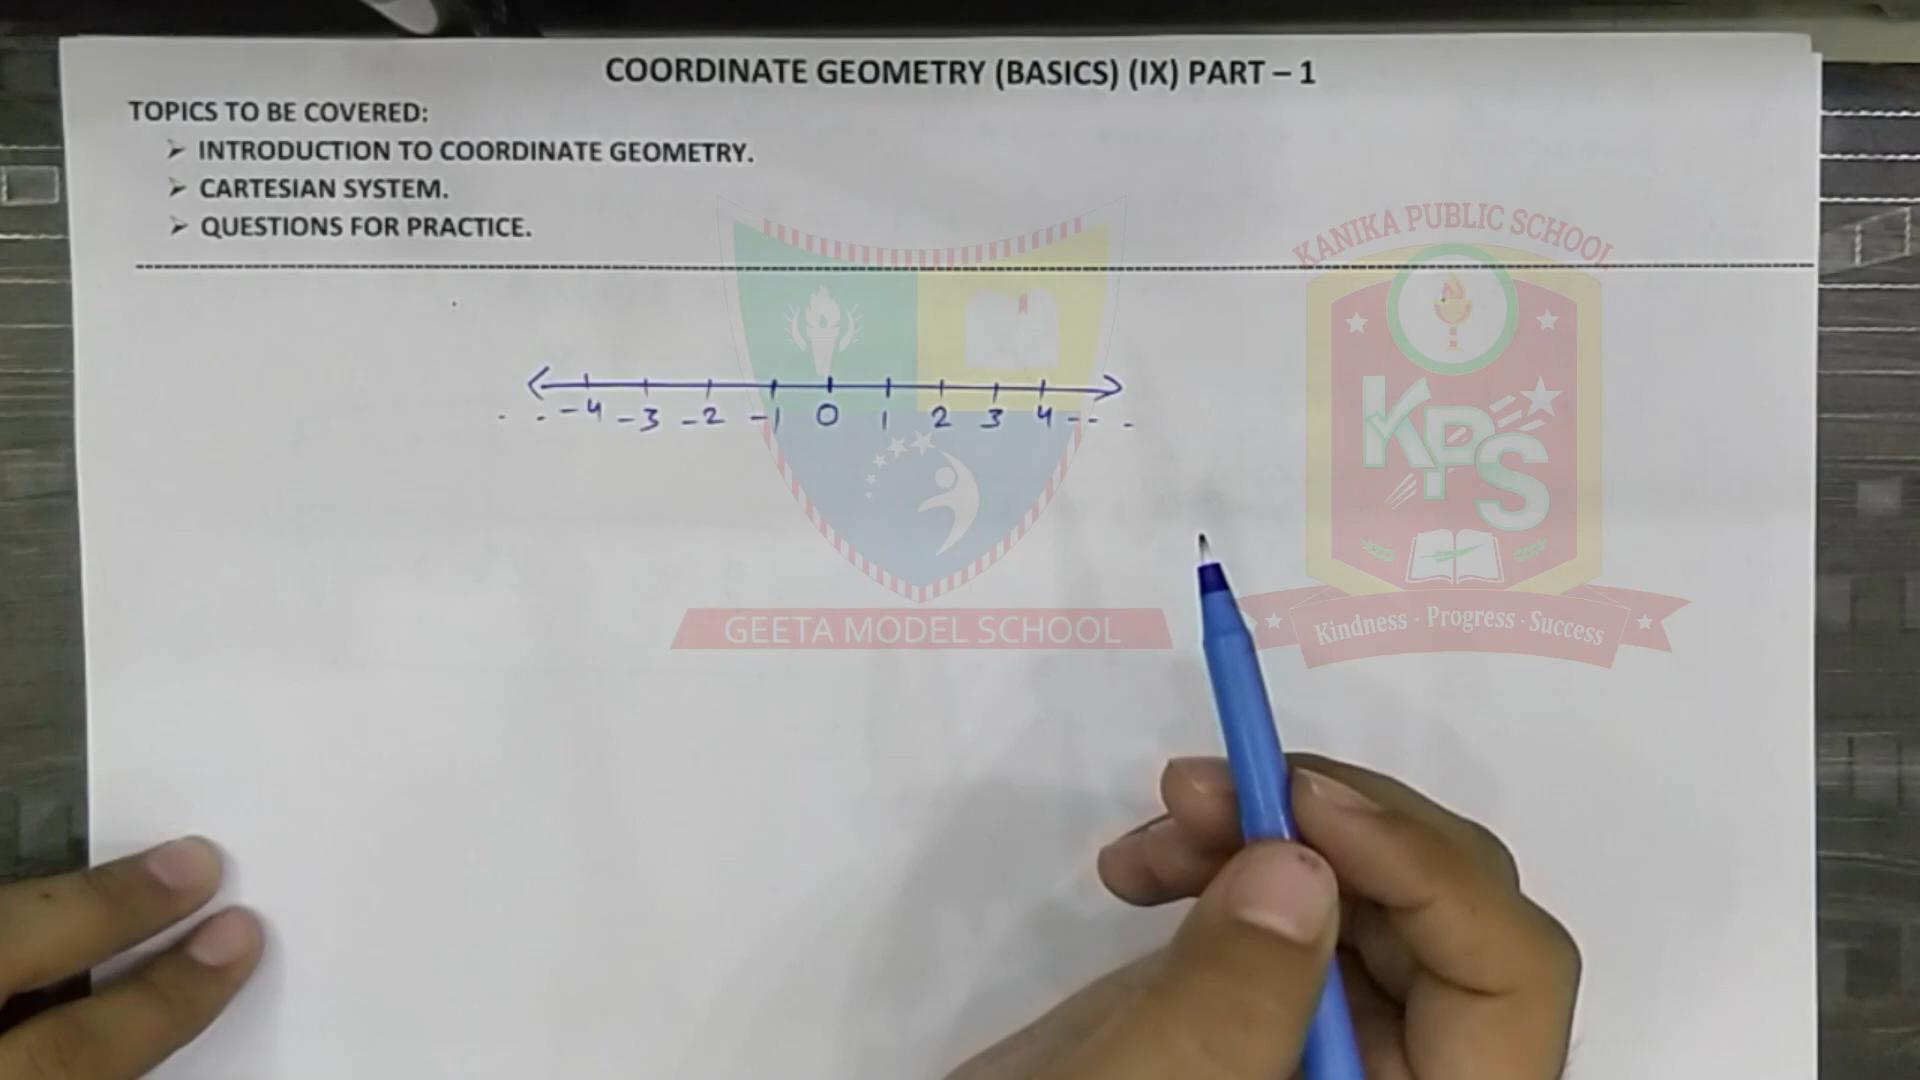 COORDINATE GEOMETRY (BASICS) (IX) PART – 1
TOPICS TO BE COVERED:
➢ INTRODUCTION TO COORDINATE GEOMETRY.
➢ CARTESIAN SYSTEM.
➢ QUESTIONS FOR PRACTICE.
KANIKA PUBLIC SCHOOL
. . -4 -3 -2 -1 0 1 2 3 4 -- .
KPS
GEETA MODEL SCHOOL
Kindness · Progress · Success